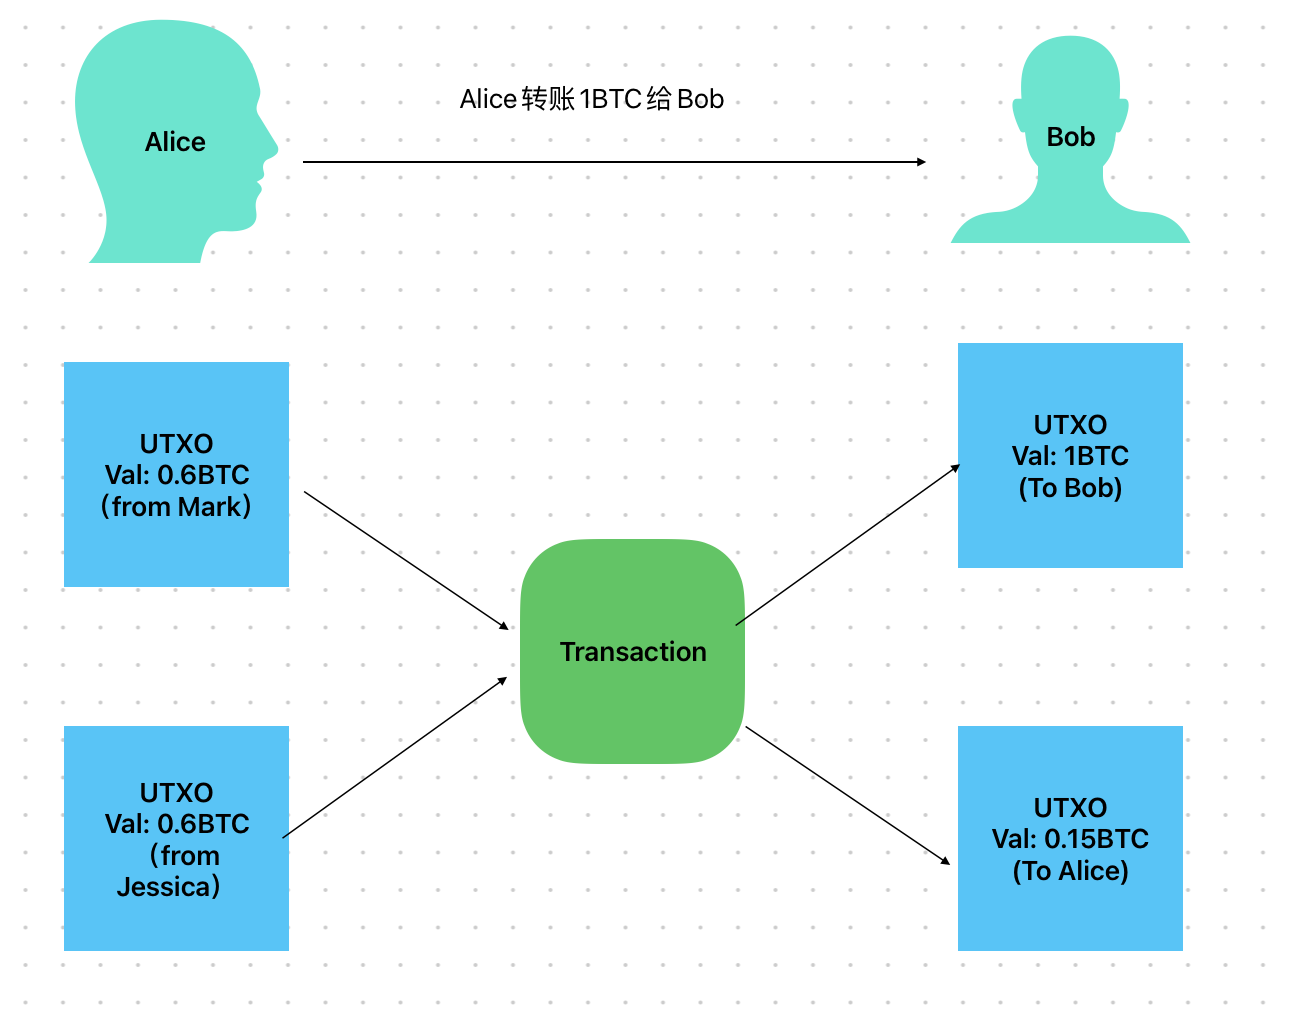 Alice 转账 1BTC 给 Bob
Alice
Bob
UTXO
Val: 0.6BTC
（from Mark）
UTXO
Val: 1BTC
(To Bob)
Transaction
UTXO
Val: 0.6BTC
（from
Jessica）
UTXO
Val: 0.15BTC
(To Alice)